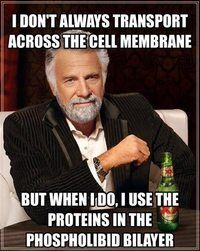 I DON'T ALWAYS TRANSPORT
ACROSS THE CELL MEMBRANE
BUT WHEN I DO, I USE THE
PROTEINS IN THE
PHOSPHOLIBID BILAYER